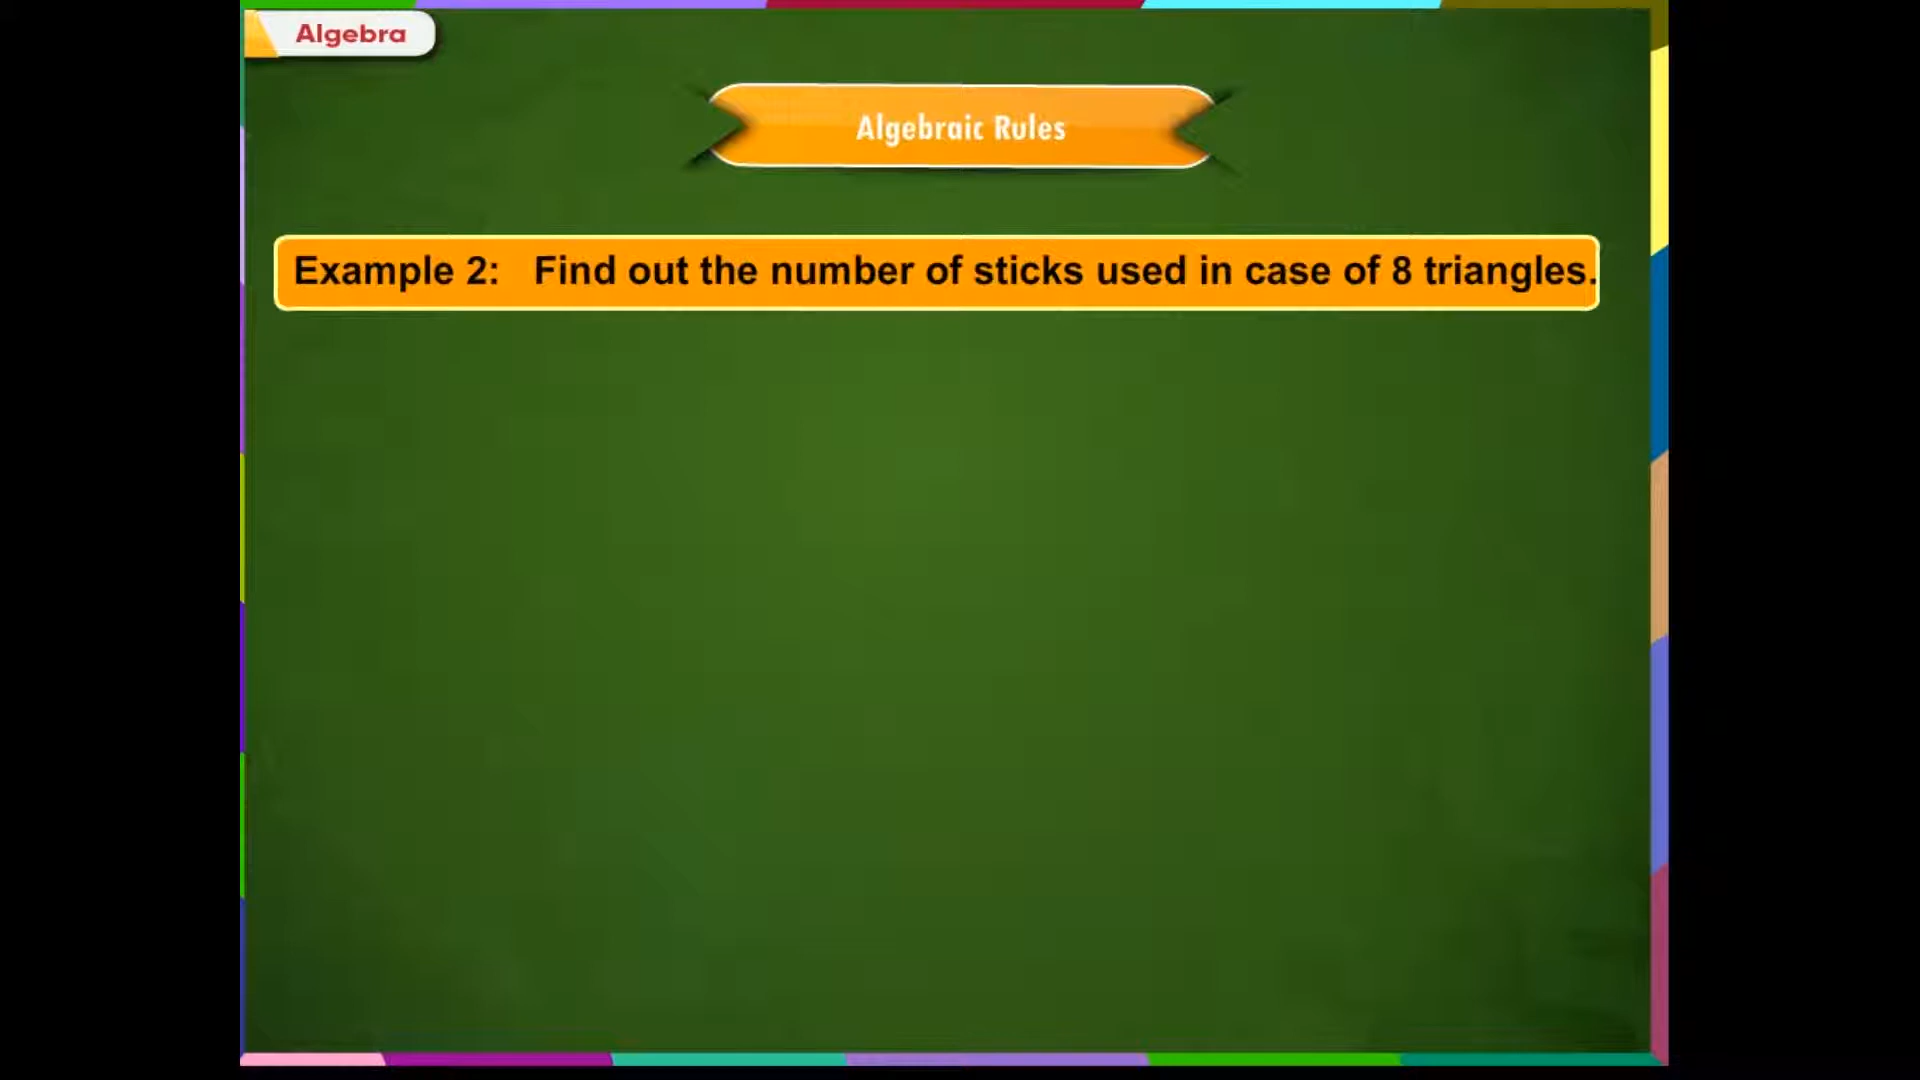 Algebra
Algebraic Rules
Example 2: Find out the number of sticks used in case of 8 triangles.